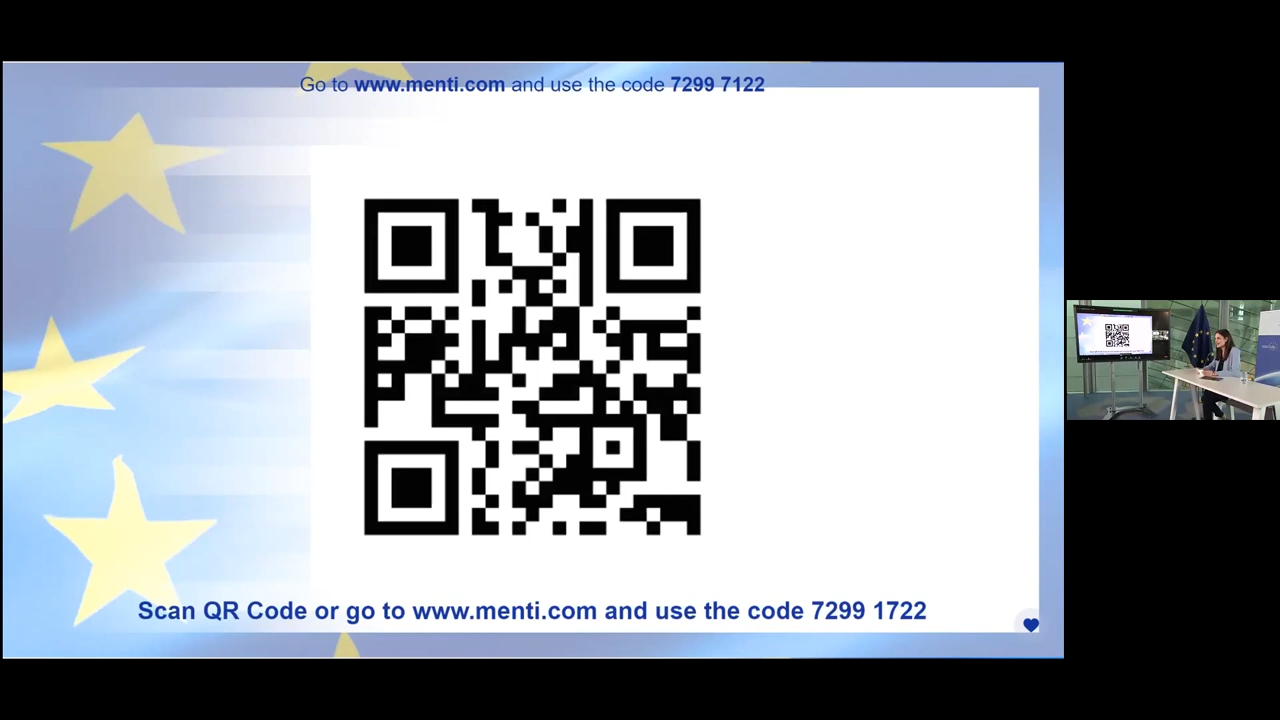 Go to www.menti.com and use the code 7299 7122
Scan QR Code or go to www.menti.com and use the code 7299 1722